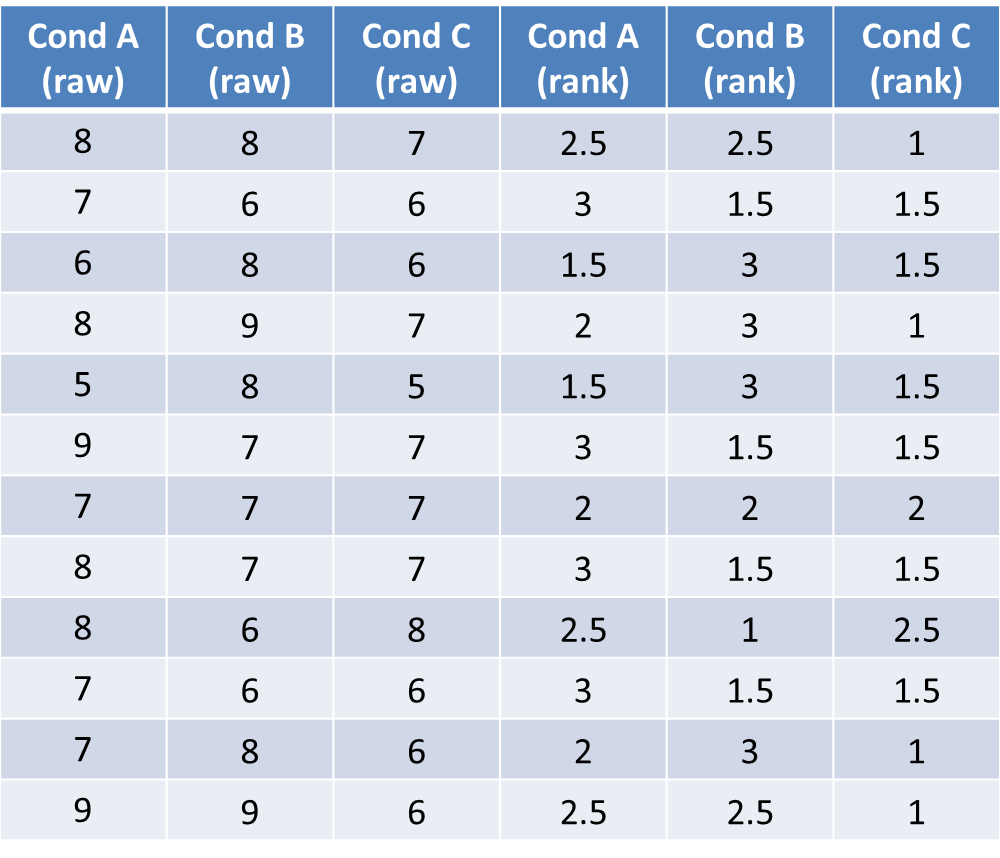 Cond A (raw) Cond B (raw) Cond C (raw) Cond A (rank) Cond B (rank) Cond C (rank)
8 8 7 2.5 2.5 1
7 6 6 3 1.5 1.5
6 8 6 1.5 3 1.5
8 9 7 2 3 1
5 8 5 1.5 3 1.5
9 7 7 3 1.5 1.5
7 7 7 2 2 2
8 7 7 3 1.5 1.5
8 6 8 2.5 1 2.5
7 6 6 3 1.5 1.5
7 8 6 2 3 1
9 9 6 2.5 2.5 1